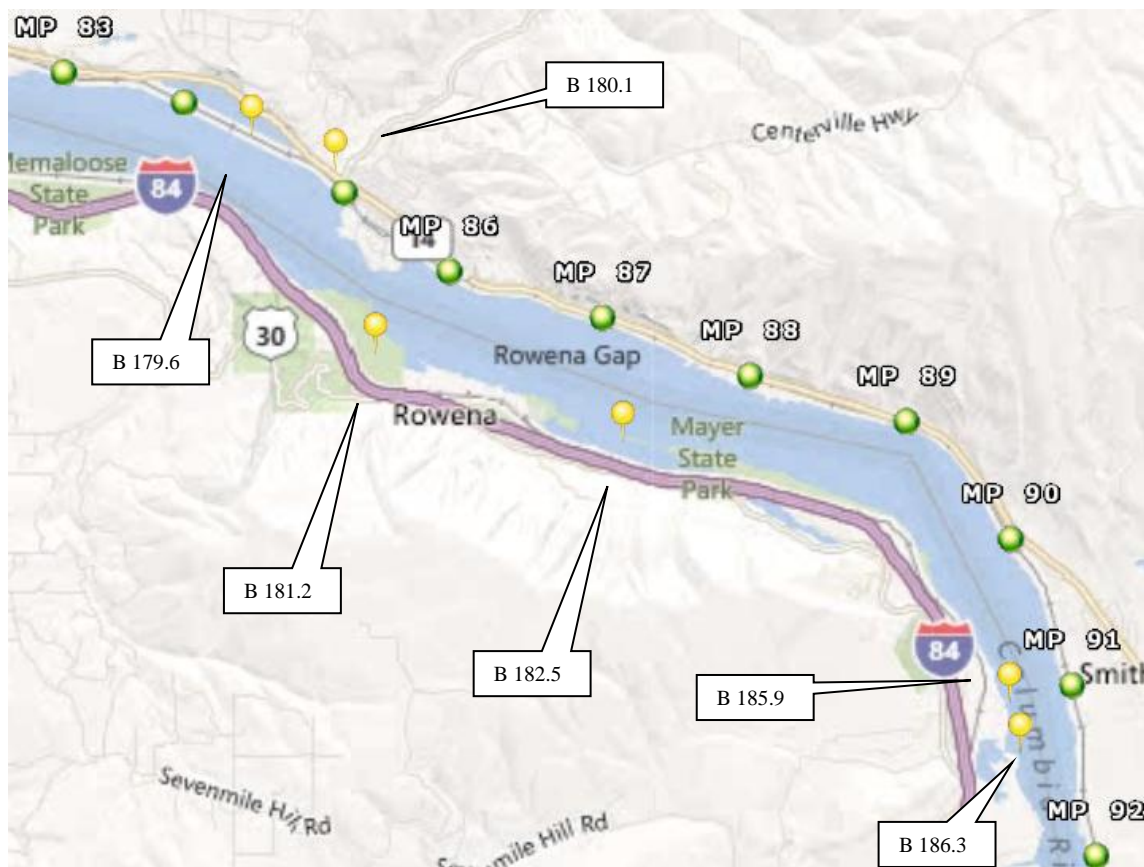 MP 83
B 180.1
Centerville Hwy
Memaloose
State
Park
84
MP 86
14
MP 87
30
Rowena Gap
MP 88
B 179.6
MP 89
Rowena
Mayer
State
Park
MP 90
B 181.2
84
MP 91
B 182.5
Smith
B 185.9
Columbia R
Sevenmile Hill Rd
Sevenmile Hill Rd
MP 92
B 186.3